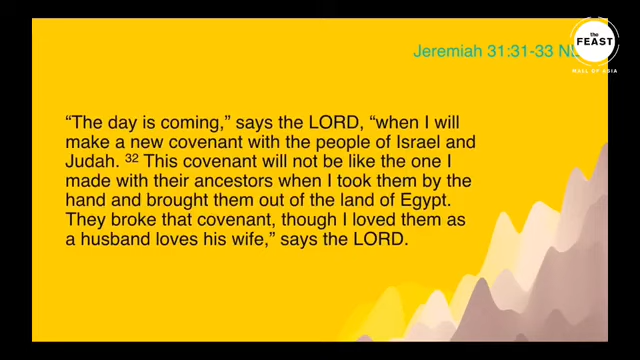 Jeremiah 31:31-33
the
FEAST
MALL OF ASIA
“The day is coming,” says the LORD, “when I will
make a new covenant with the people of Israel and
Judah. ³² This covenant will not be like the one I
made with their ancestors when I took them by the
hand and brought them out of the land of Egypt.
They broke that covenant, though I loved them as
a husband loves his wife,” says the LORD.